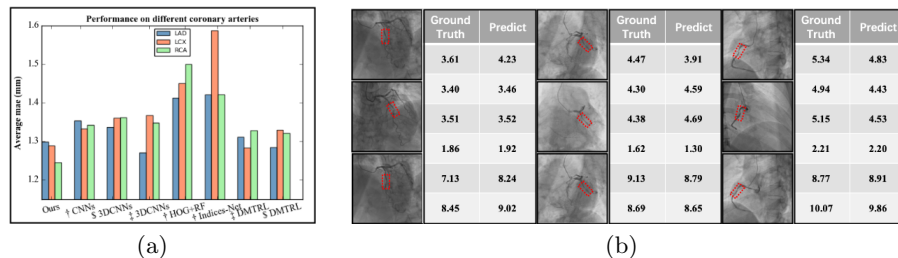 Performance on different coronary arteries
Average mae (mm)
1.6
1.5
1.4
1.3
1.2
LAD
LCX
RCA
Ours
† CNNs
$ 3DCNNs
‡ 3DCNNs
† HOG+RF
† Indices-Net
‡ DMTRL
$ DMTRL
(a)
Ground Truth Predict
3.61 4.23
3.40 3.46
3.51 3.52
1.86 1.92
7.13 8.24
8.45 9.02
Ground Truth Predict
4.47 3.91
4.30 4.59
4.38 4.69
1.62 1.30
9.13 8.79
8.69 8.65
Ground Truth Predict
5.34 4.83
4.94 4.43
5.15 4.53
2.21 2.20
8.77 8.91
10.07 9.86
(b)